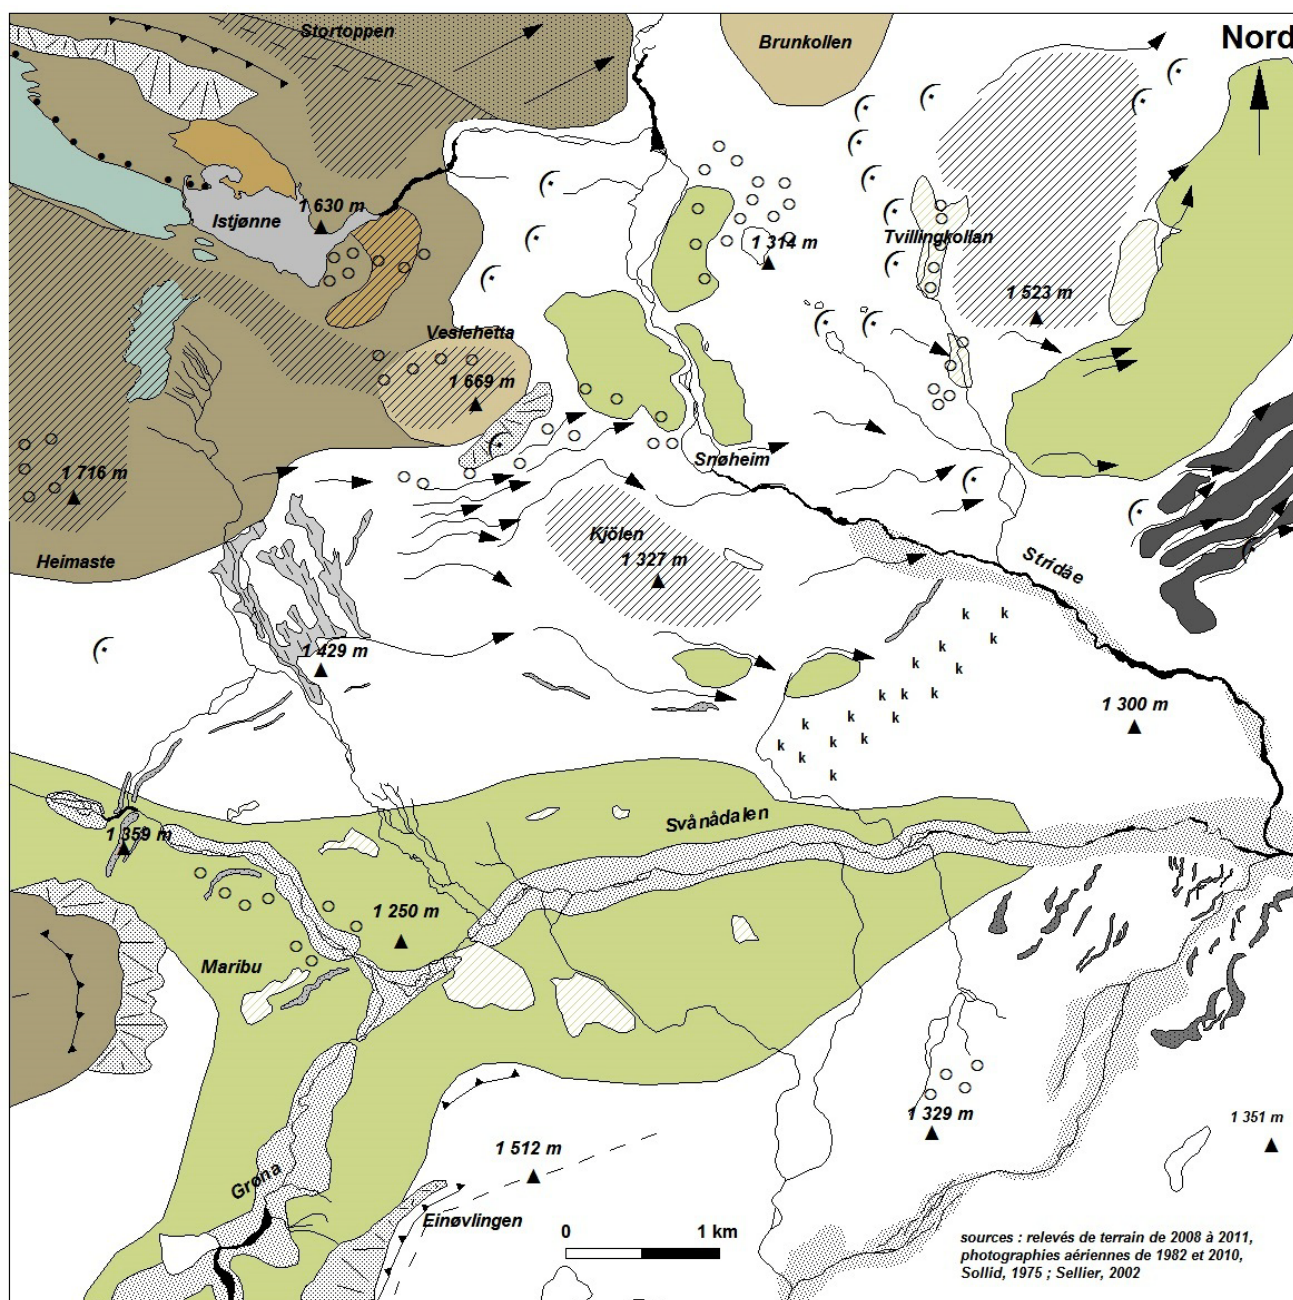 Stortoppen
Brunkollen
Nord
1 630 m
Istjønne
1 314 m
Tvillingkollan
1 523 m
Veslehetta
1 669 m
1 716 m
Snøheim
Heimaste
Kjölen
1 327 m
Stridåe
k k
k k
k k
k k k
k k
k k
k k
k
1 429 m
1 300 m
Svånådalen
1 359 m
1 250 m
Maribu
1 329 m
1 351 m
1 512 m
Grøna
Einøvlingen
0 1 km
sources : relevés de terrain de 2008 à 2011,
photographies aériennes de 1982 et 2010,
Sollid, 1975 ; Sellier, 2002